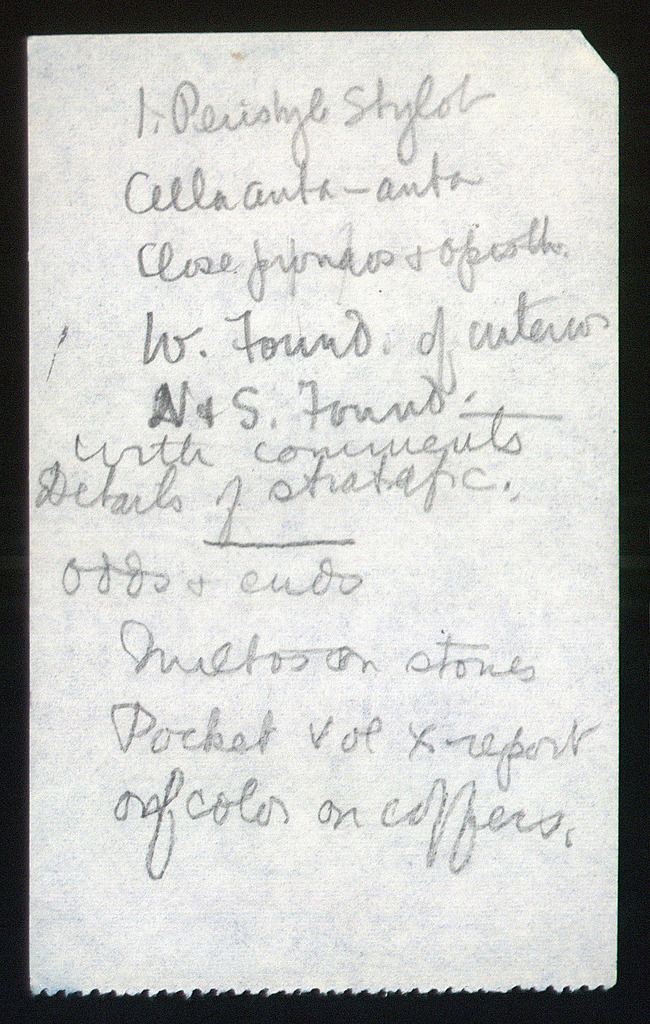 1. Peristyle Stylob
Cella anta – anta
Close pronaos + opisth.
W. Found. of interior
N + S. Found.
with comments
Details of stratafic.
Odds + ends
Miltos on stones
Pocket vol x-report
of color on coffers.